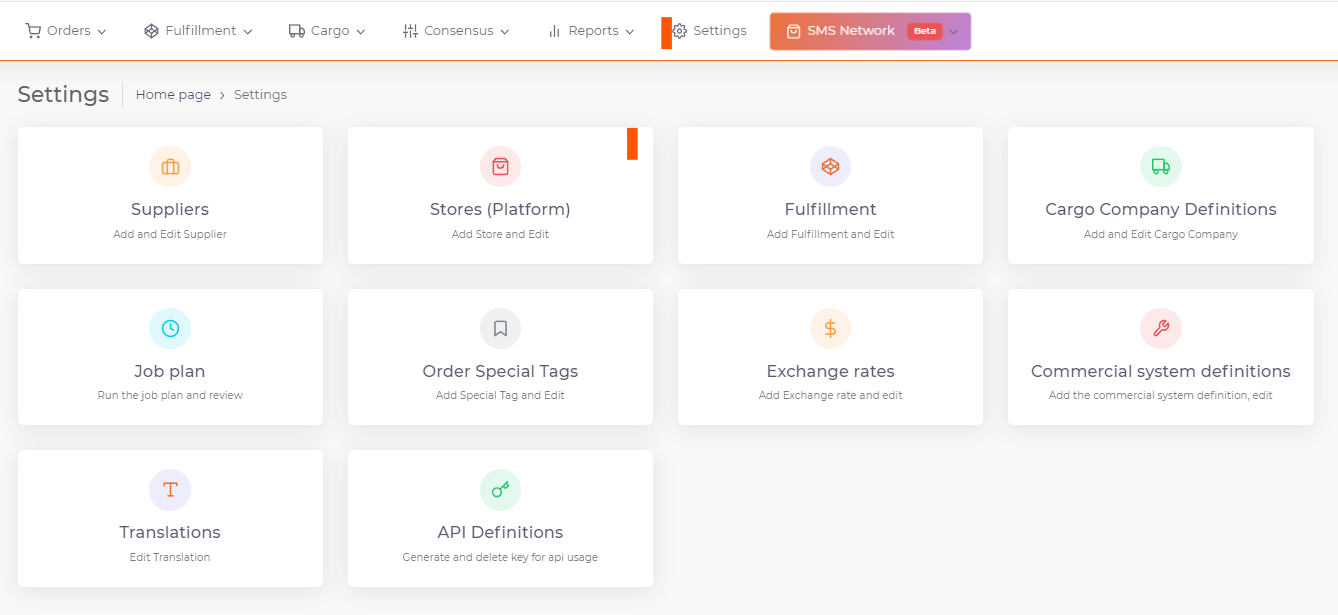 Orders Fulfillment Cargo Consensus Reports Settings SMS Network Beta
Settings Home page › Settings
Suppliers
Add and Edit Supplier
Stores (Platform)
Add Store and Edit
Fulfillment
Add Fulfillment and Edit
Cargo Company Definitions
Add and Edit Cargo Company
Job plan
Run the job plan and review
Order Special Tags
Add Special Tag and Edit
Exchange rates
Add Exchange rate and edit
Commercial system definitions
Add the commercial system definition, edit
Translations
Edit Translation
API Definitions
Generate and delete key for api usage